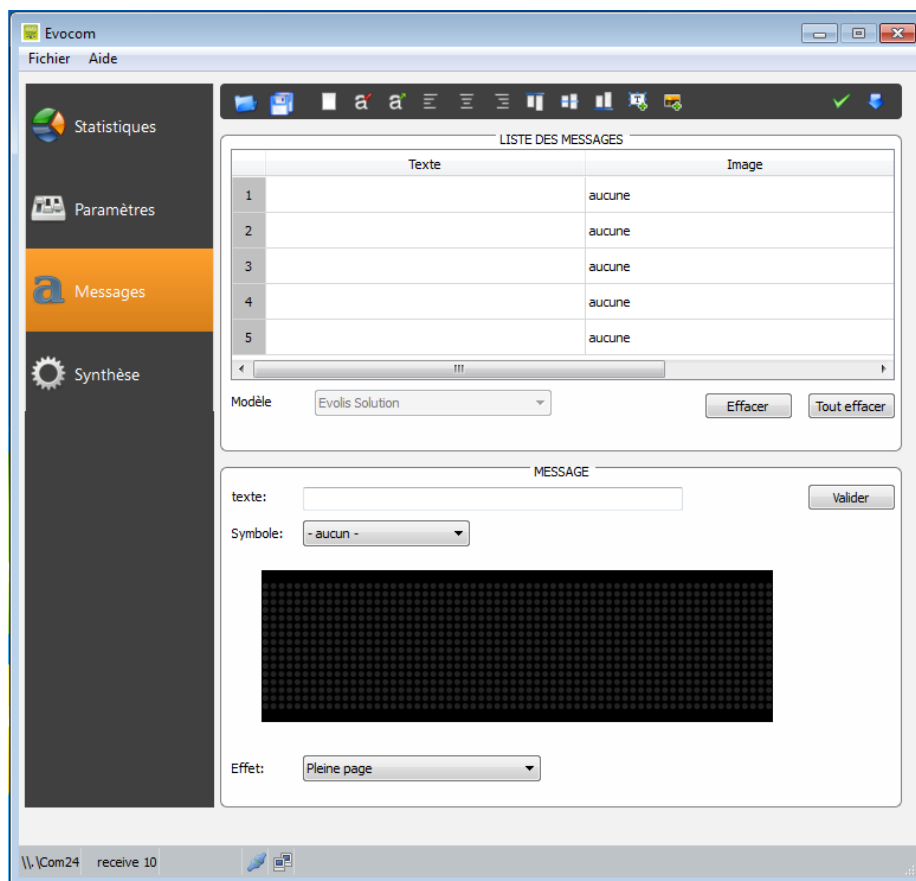 Evocom
Fichier Aide
Statistiques
Paramètres
a Messages
Synthèse
a a
LISTE DES MESSAGES
Texte Image
1 aucune
2 aucune
3 aucune
4 aucune
5 aucune
Modèle Evolis Solution Effacer Tout effacer
MESSAGE
texte: Valider
Symbole: - aucun -
Effet: Pleine page
\\.\Com24 receive 10